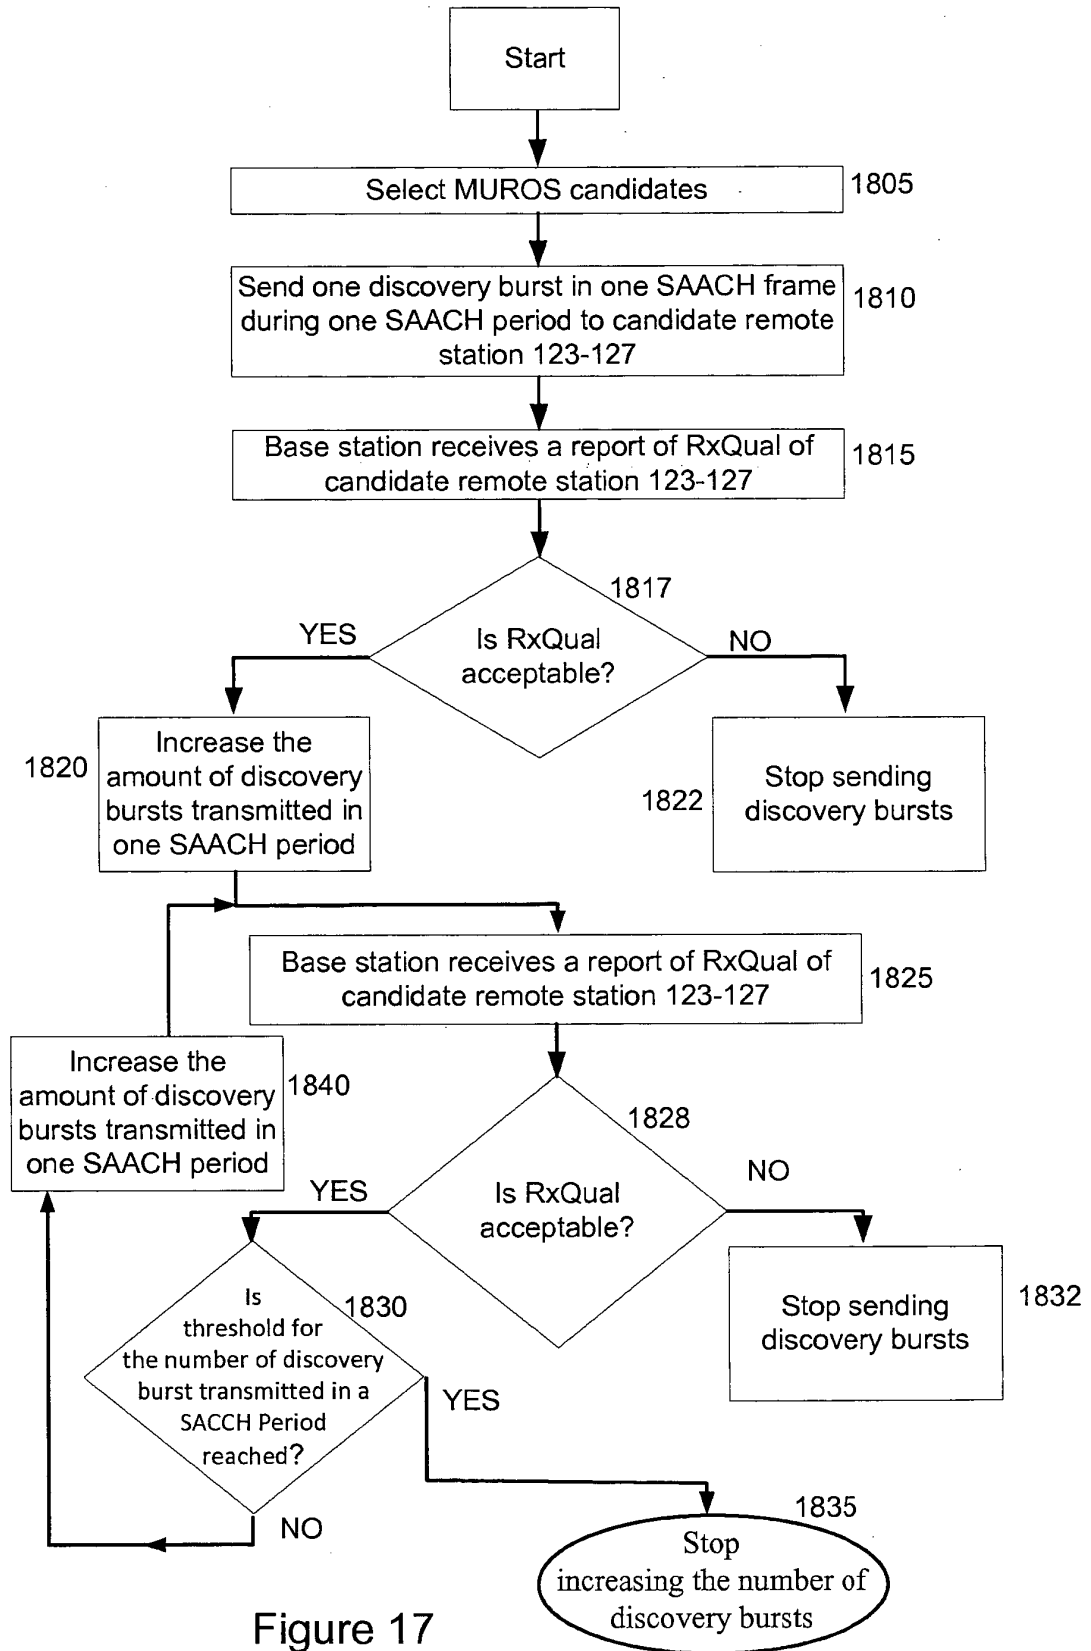 Start
Select MUROS candidates
1805
Send one discovery burst in one SAACH frame
during one SAACH period to candidate remote
station 123-127
1810
Base station receives a report of RxQual of
candidate remote station 123-127
1815
1817
Is RxQual
acceptable?
YES
NO
1820
Increase the
amount of discovery
bursts transmitted in
one SAACH period
1822
Stop sending
discovery bursts
Base station receives a report of RxQual of
candidate remote station 123-127
1825
Increase the
amount of discovery
bursts transmitted in
one SAACH period
1840
1828
Is RxQual
acceptable?
YES
NO
Is
threshold for
the number of discovery
burst transmitted in a
SACCH Period
reached?
1830
YES
NO
Stop sending
discovery bursts
1832
1835
Stop
increasing the number of
discovery bursts
Figure 17